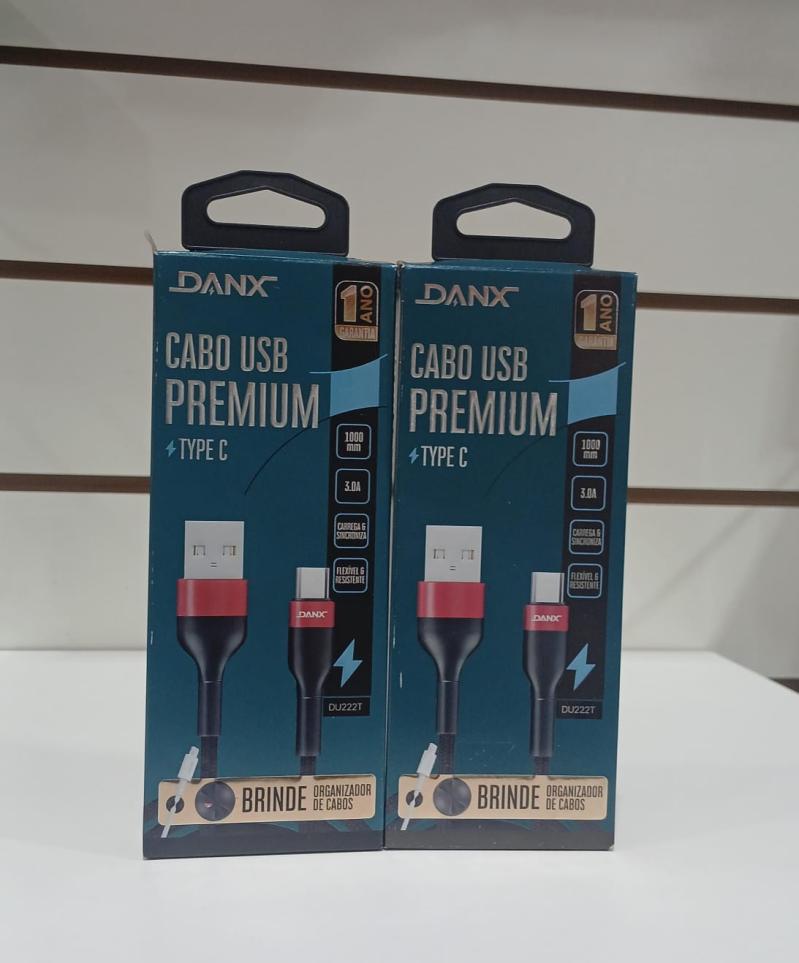 DANX
1 ANO
GARANTIA
CABO USB
PREMIUM
TYPE C
1000
mm
3.0A
CARREGA &
SINCRONIZA
FLEXÍVEL &
RESISTENTE
DANX
DU222T
BRINDE
ORGANIZADOR
DE CABOS
DANX
1 ANO
GARANTIA
CABO USB
PREMIUM
TYPE C
1000
mm
3.0A
CARREGA &
SINCRONIZA
FLEXÍVEL &
RESISTENTE
DANX
DU222T
BRINDE
ORGANIZADOR
DE CABOS